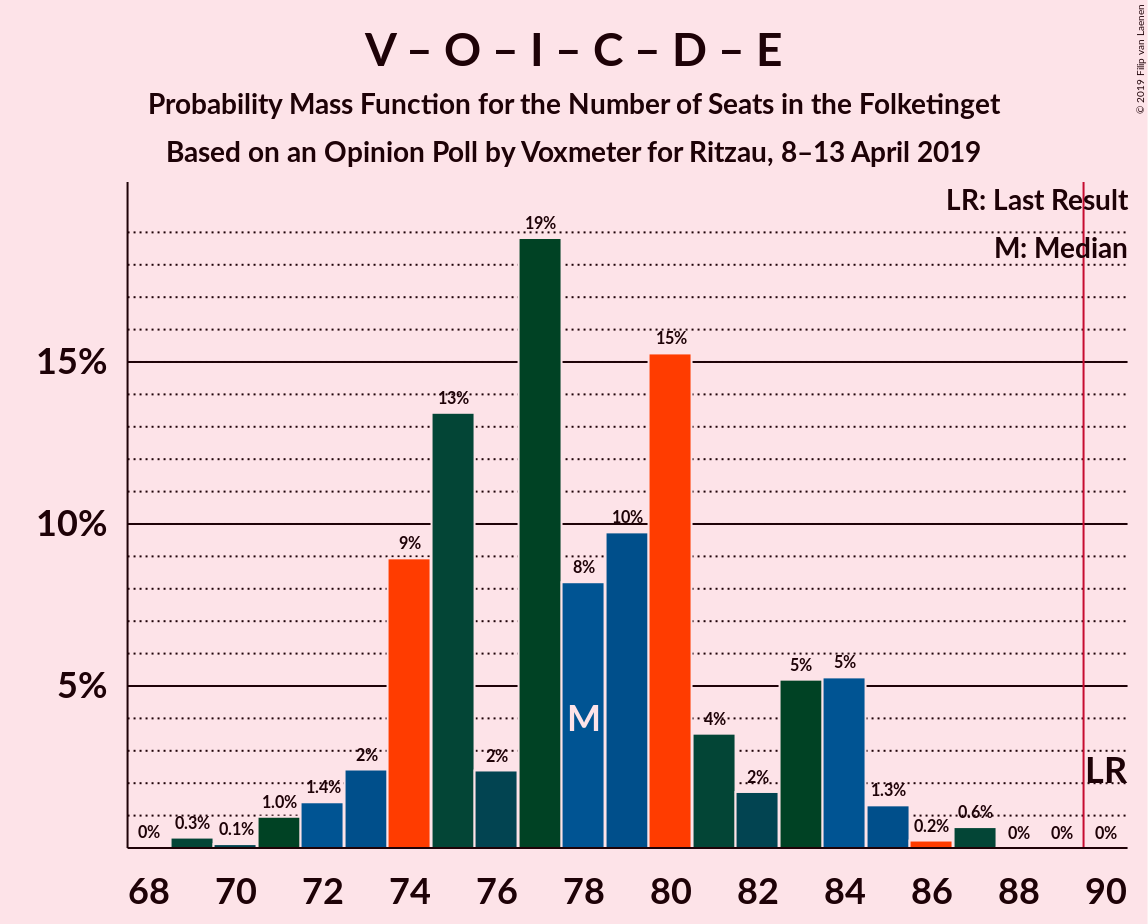 V – O – I – C – D – E
Probability Mass Function for the Number of Seats in the Folketinget
Based on an Opinion Poll by Voxmeter for Ritzau, 8–13 April 2019
© 2019 Filip van Laenen
LR: Last Result
M: Median
19%
15%
15%
13%
10%
10%
9%
8%
5%
5%
5%
M
4%
2%
2%
2%
LR
1.4%
1.3%
1.0%
0.6%
0.3%
0.2%
0.1%
0%
0%
0%
0%
68 70 72 74 76 78 80 82 84 86 88 90